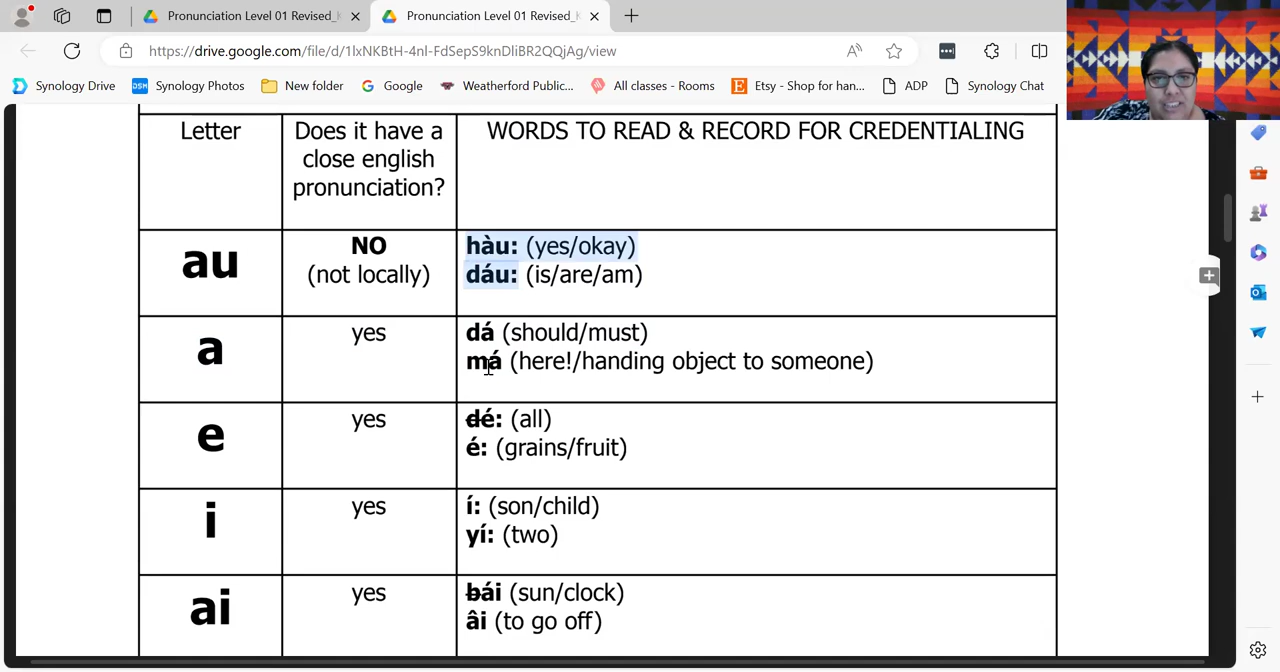 Pronunciation Level 01 Revised_
Pronunciation Level 01 Revised_
https://drive.google.com/file/d/1lxNKBtH-4nl-FdSepS9knDliBR2QQjAg/view
Synology Drive
DSM
Synology Photos
New folder
Google
Weatherford Public...
All classes - Rooms
Etsy - Shop for han...
ADP
Synology Chat
Letter
Does it have a
close english
pronunciation?
WORDS TO READ & RECORD FOR CREDENTIALING
au
NO
(not locally)
hàu: (yes/okay)
dáu: (is/are/am)
a
yes
dá (should/must)
má (here!/handing object to someone)
e
yes
d̶é: (all)
é: (grains/fruit)
i
yes
í: (son/child)
yí: (two)
ai
yes
b̶ái (sun/clock)
âi (to go off)